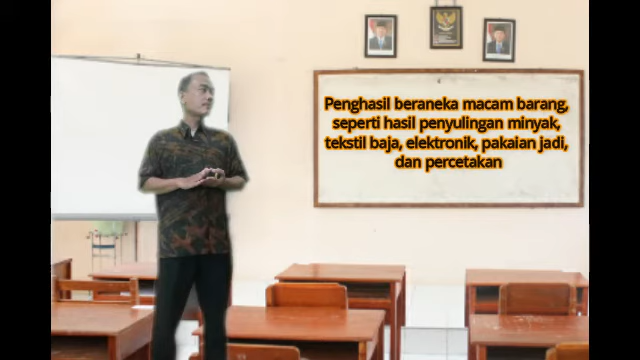 Penghasil beraneka macam barang,
seperti hasil penyulingan minyak,
tekstil baja, elektronik, pakaian jadi,
dan percetakan